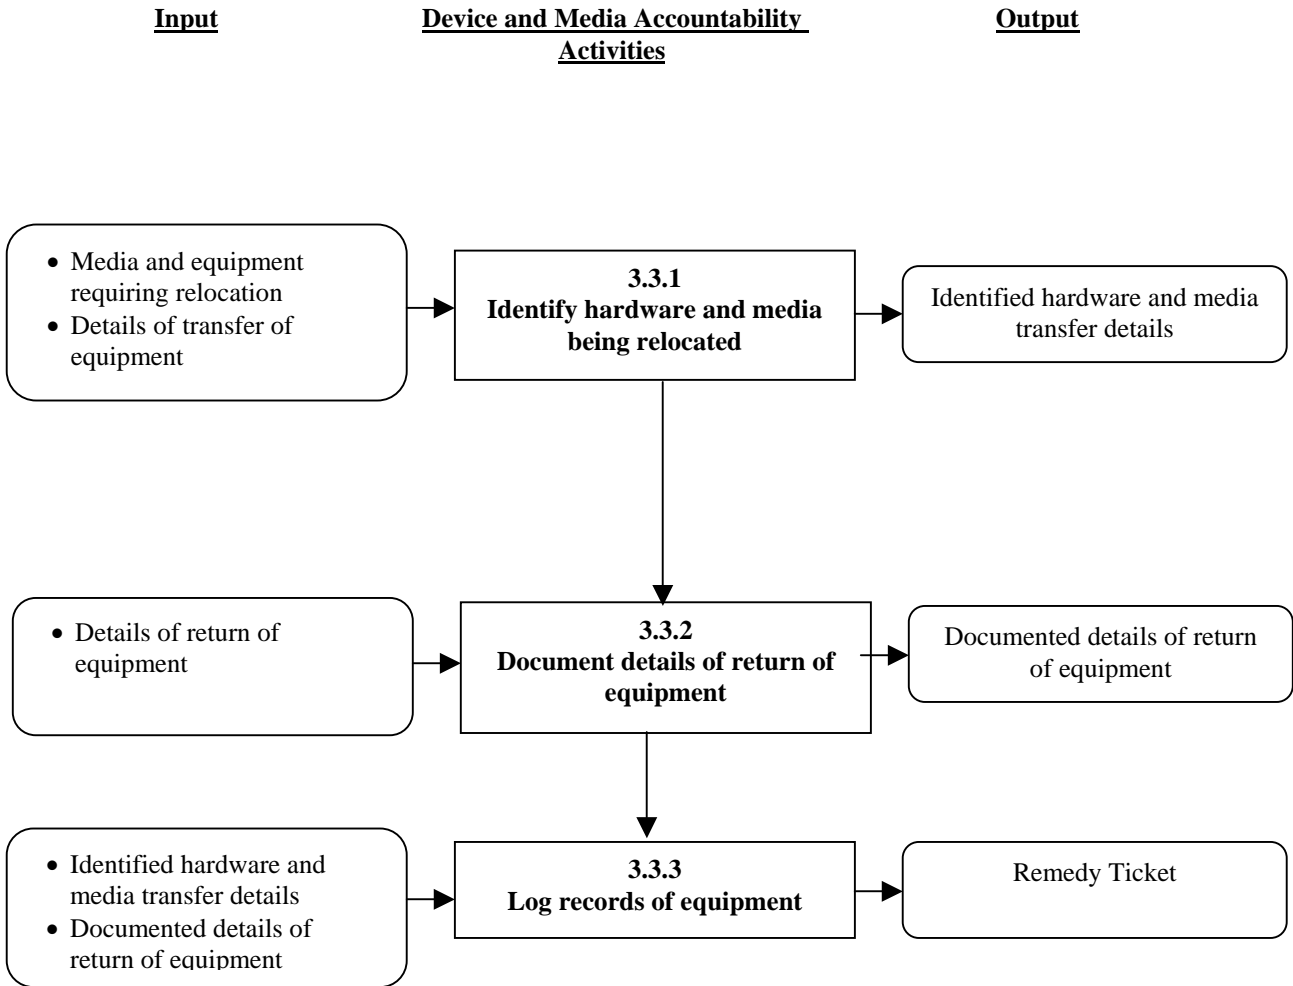 Input
Device and Media Accountability
Activities
Output
• Media and equipment
requiring relocation
• Details of transfer of
equipment
3.3.1
Identify hardware and media
being relocated
Identified hardware and media
transfer details
• Details of return of
equipment
3.3.2
Document details of return of
equipment
Documented details of return
of equipment
• Identified hardware and
media transfer details
• Documented details of
return of equipment
3.3.3
Log records of equipment
Remedy Ticket